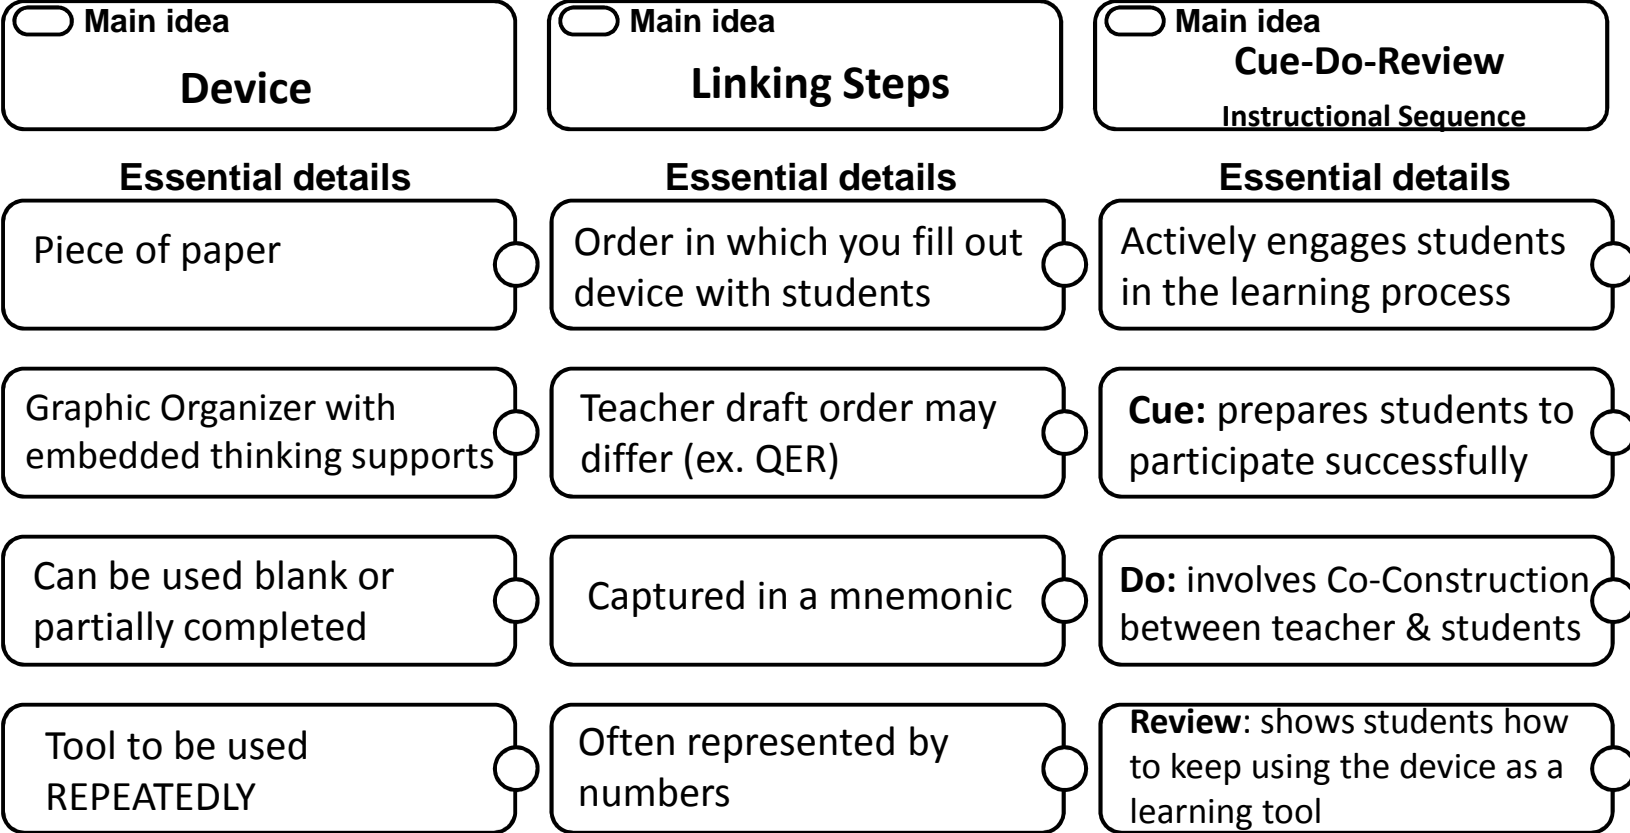 Main idea
Device
Essential details
Piece of paper
Graphic Organizer with
embedded thinking supports
Can be used blank or
partially completed
Tool to be used
REPEATEDLY
Main idea
Linking Steps
Essential details
Order in which you fill out
device with students
Teacher draft order may
differ (ex. QER)
Captured in a mnemonic
Often represented by
numbers
Main idea
Cue-Do-Review
Instructional Sequence
Essential details
Actively engages students
in the learning process
Cue: prepares students to
participate successfully
Do: involves Co-Construction
between teacher & students
Review: shows students how
to keep using the device as a
learning tool